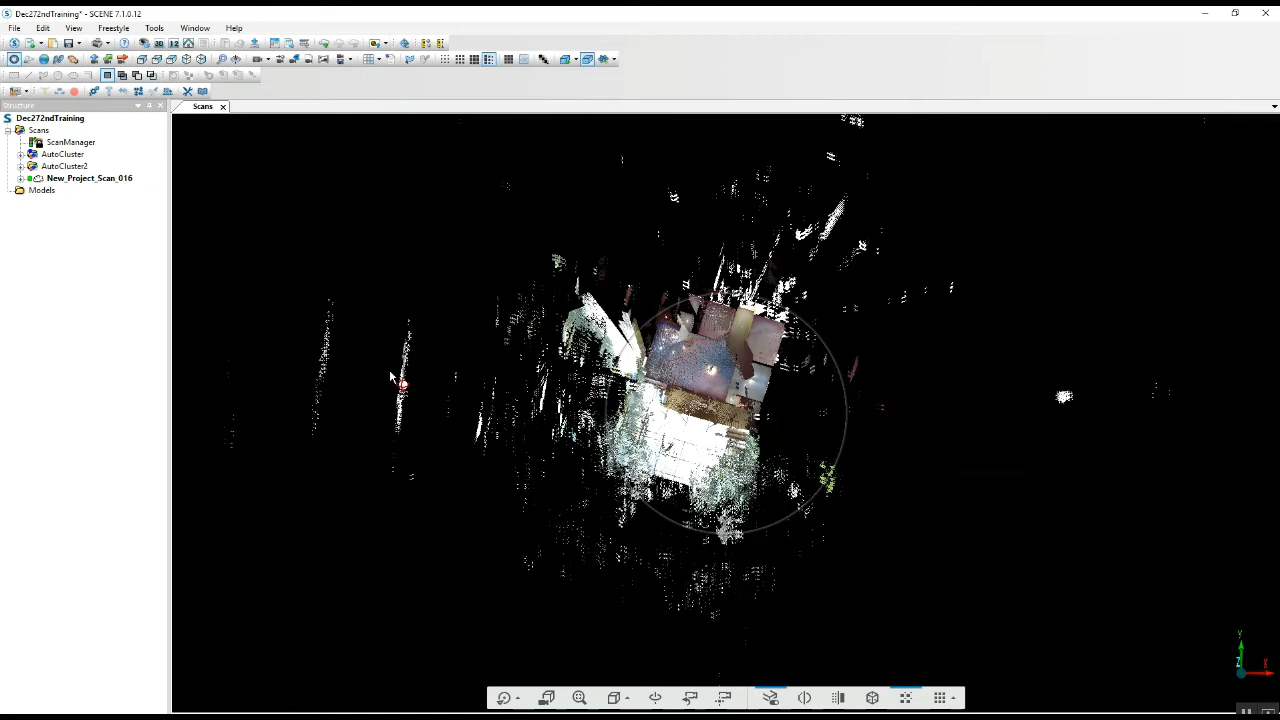 Dec272ndTraining* - SCENE 7.1.0.12
File Edit View Freestyle Tools Window Help
Structure
Scans
Dec272ndTraining
Scans
ScanManager
AutoCluster
AutoCluster2
New_Project_Scan_016
Models
Y
Z
X